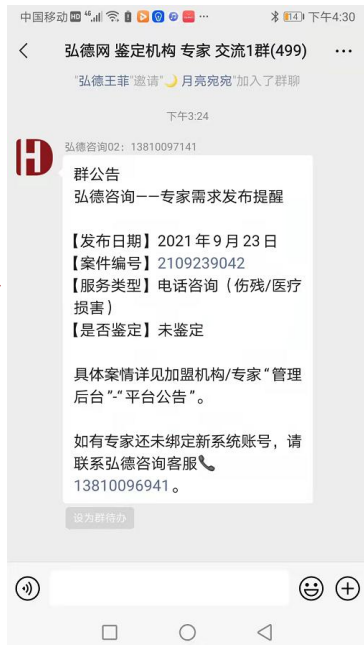 中国移动 HD 46 14 下午4:30
弘德网 鉴定机构 专家 交流1群(499)
"弘德王菲"邀请"🌙月亮宛宛"加入了群聊
下午3:24
弘德咨询02：13810097141
群公告
弘德咨询——专家需求发布提醒
【发布日期】2021年9月23日
【案件编号】2109239042
【服务类型】电话咨询（伤残/医疗
损害）
【是否鉴定】未鉴定
具体案情详见加盟机构/专家“管理
后台”-“平台公告”。
如有专家还未绑定新系统账号，请
联系弘德咨询客服📞
13810096941。
设为群待办